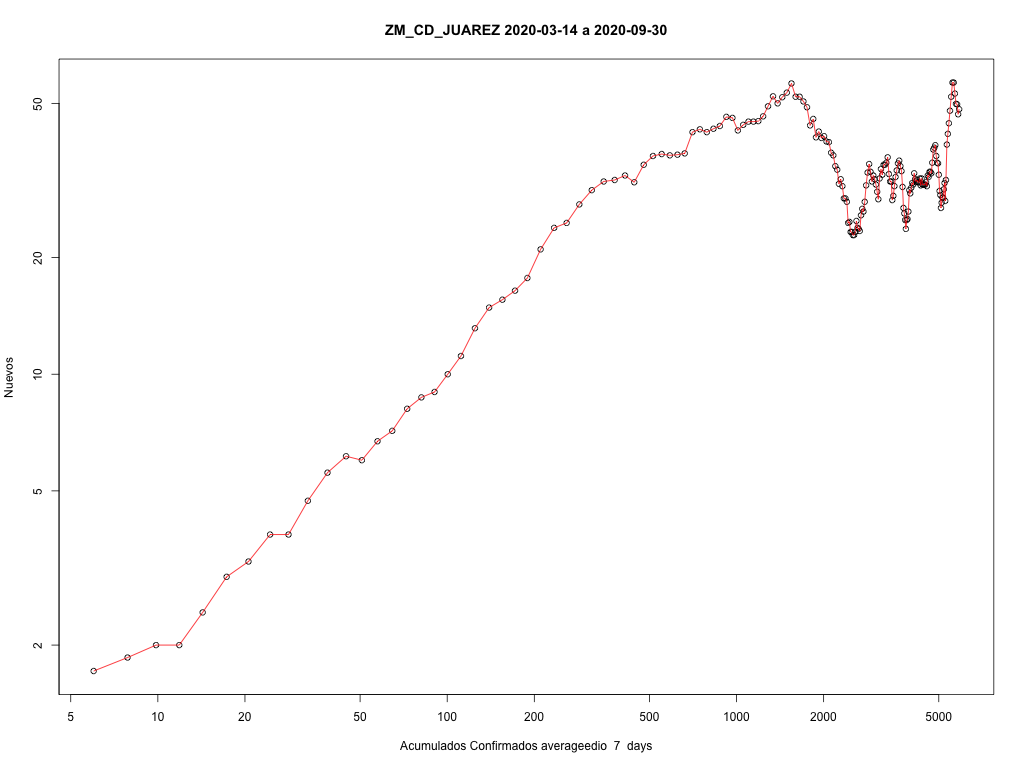 ZM_CD_JUAREZ 2020-03-14 a 2020-09-30
50
20
10
5
2
Nuevos
5 10 20 50 100 200 500 1000 2000 5000
Acumulados Confirmados averageedio 7 days